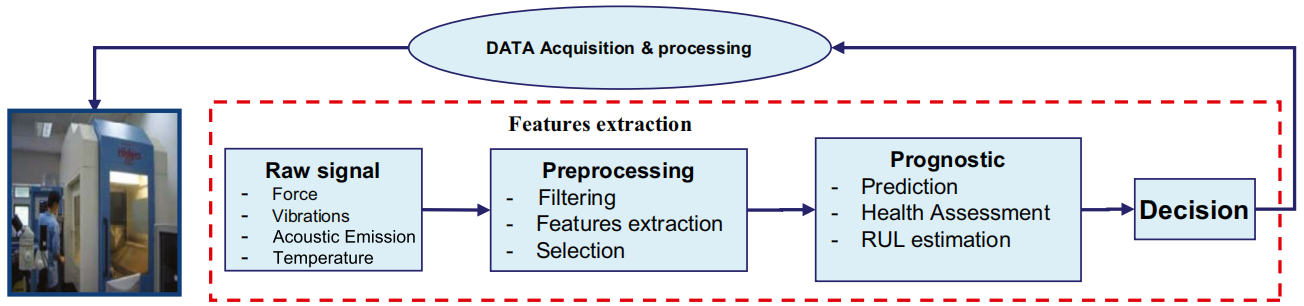 DATA Acquisition & processing
Features extraction
Raw signal
- Force
- Vibrations
- Acoustic Emission
- Temperature
Preprocessing
- Filtering
- Features extraction
- Selection
Prognostic
- Prediction
- Health Assessment
- RUL estimation
Decision